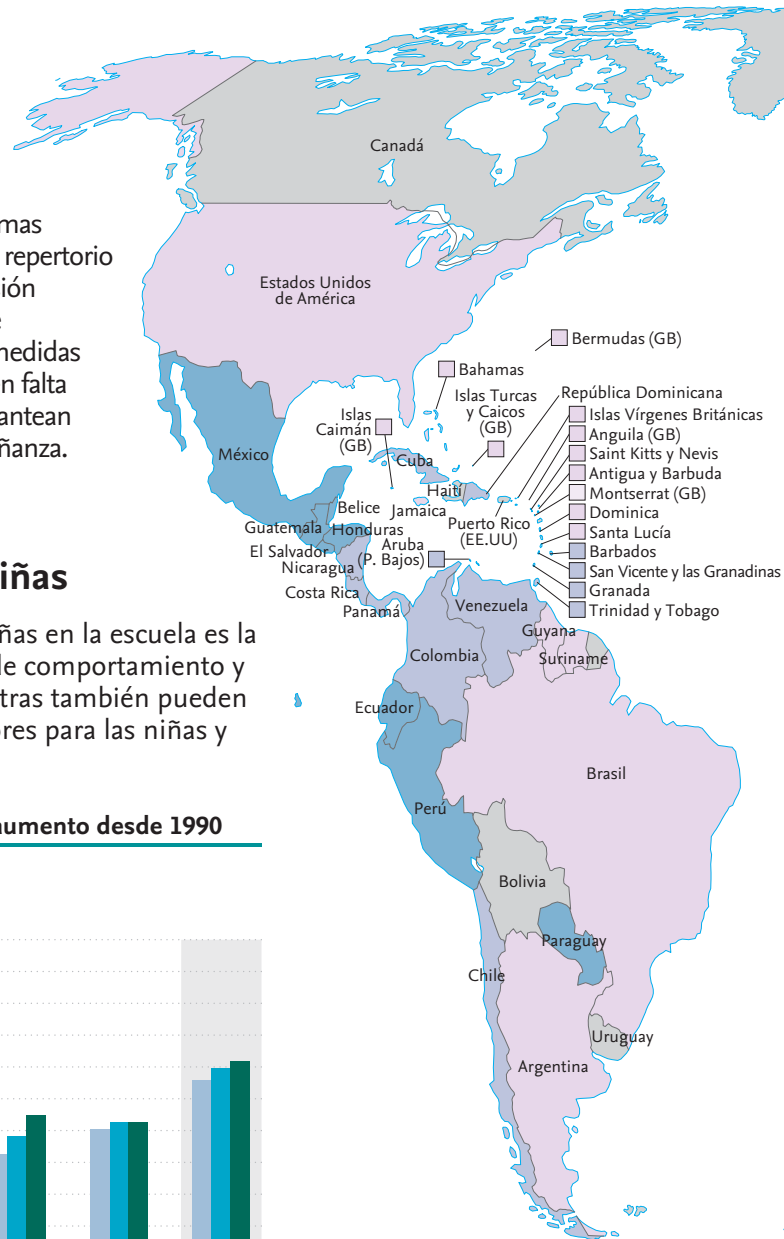 mas
repertorio
ión
e
nedidas
n falta
antean
ñanza.
iñas
ñas en la escuela es la
de comportamiento y
tras también pueden
ores para las niñas y
aumento desde 1990
Canadá
Estados Unidos
de América
Bermudas (GB)
Bahamas
Islas Turcas
y Caicos
(GB)
Islas
Caimán
(GB)
República Dominicana
Islas Vírgenes Británicas
Anguila (GB)
Saint Kitts y Nevis
Antigua y Barbuda
Montserrat (GB)
Dominica
Santa Lucía
Barbados
San Vicente y las Granadinas
Granada
Trinidad y Tobago
México
Cuba
Haití
Jamaica
Puerto Rico
(EE.UU)
Belice
Guatemala
Honduras
El Salvador
Nicaragua
Aruba
(P. Bajos)
Costa Rica
Panamá
Venezuela
Guyana
Suriname
Colombia
Ecuador
Brasil
Perú
Bolivia
Paraguay
Chile
Uruguay
Argentina